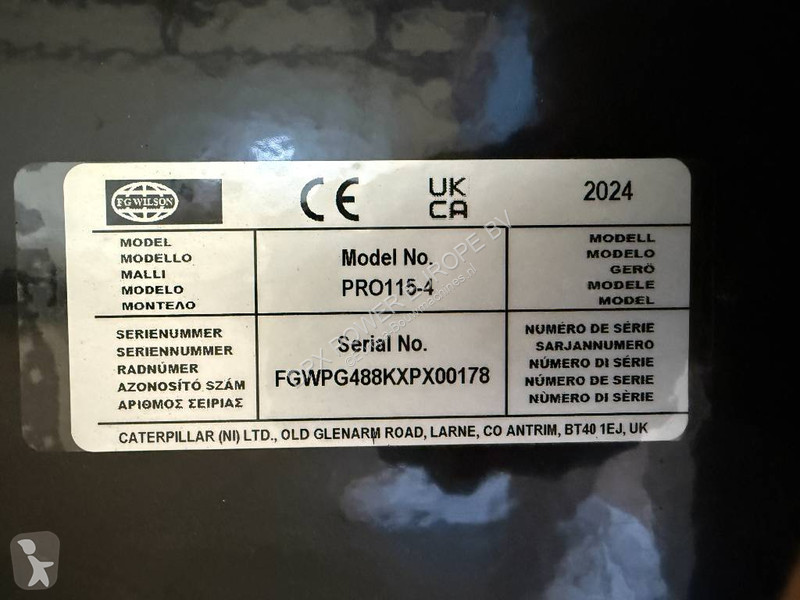 FG WILSON
CE
UK
CA
2024
MODEL
MODELLO
MALLI
MODELO
ΜΟΝΤΕΛΟ
Model No.
PRO115-4
MODELL
MODELO
GERÖ
MODELE
MODEL
SERIENUMMER
SERIENNUMMER
RADNÚMER
AZONOSÍTÓ SZÁM
ΑΡΙΘΜΟΣ ΣΕΙΡΙΑΣ
Serial No.
FGWPG488KXPX00178
NUMÉRO DE SÉRIE
SARJANNUMERO
NÚMERO DI SÉRIE
NÚMERO DE SÉRIE
NÙMERO DI SÉRIE
CATERPILLAR (NI) LTD., OLD GLENARM ROAD, LARNE, CO ANTRIM, BT40 1EJ, UK